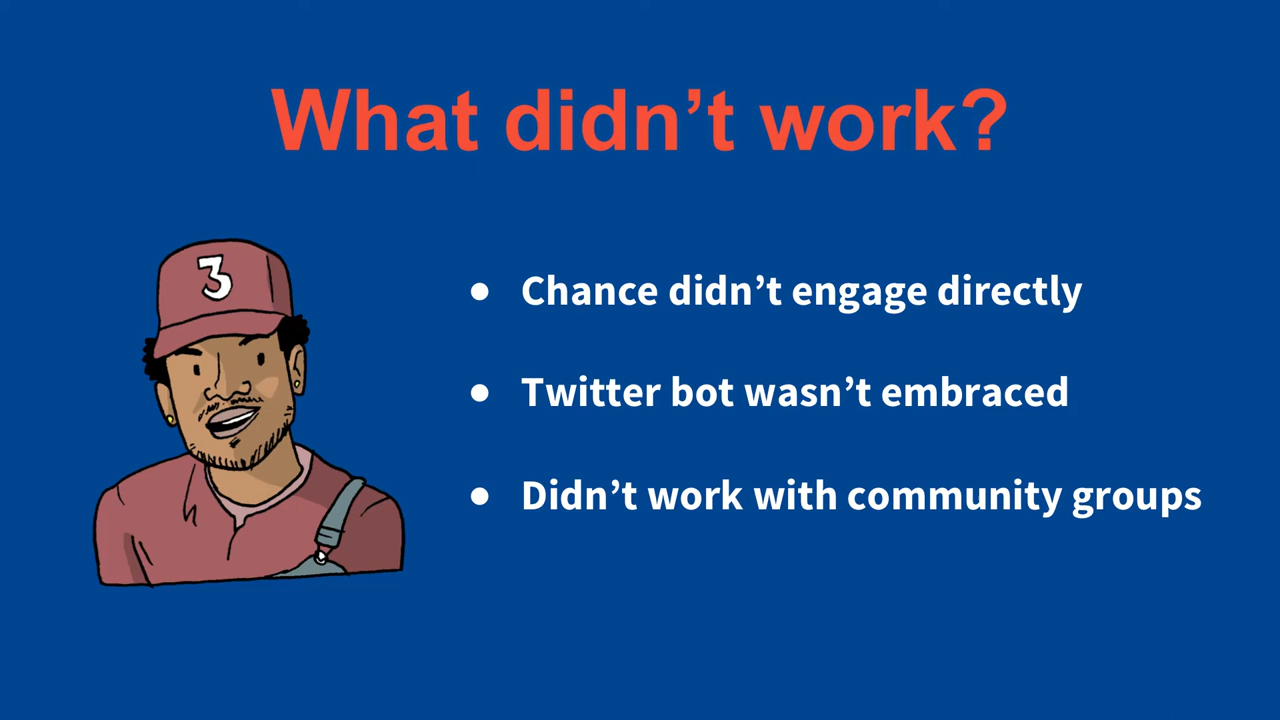 What didn’t work?
3
● Chance didn’t engage directly
● Twitter bot wasn’t embraced
● Didn’t work with community groups